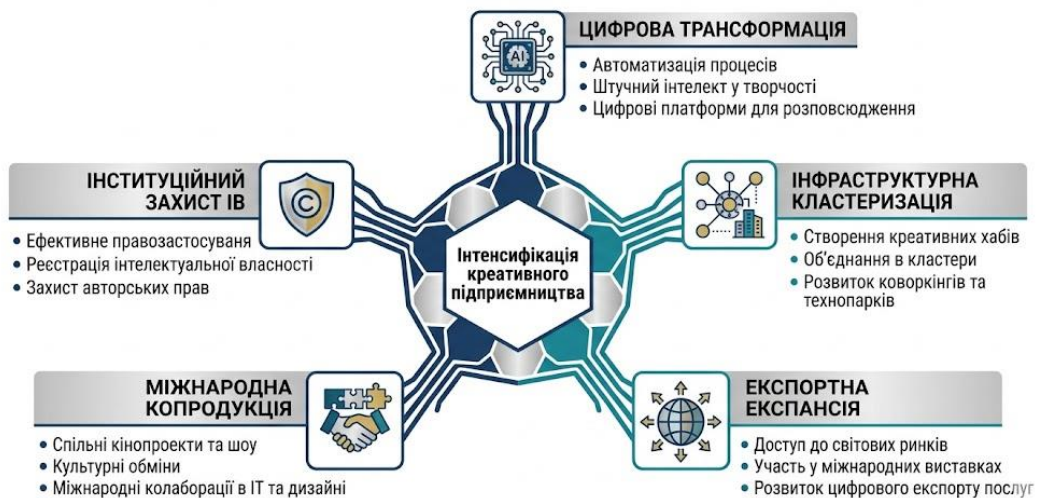 ЦИФРОВА ТРАНСФОРМАЦІЯ
AI
• Автоматизація процесів
• Штучний інтелект у творчості
• Цифрові платформи для розповсюдження
ІНСТИТУЦІЙНИЙ
ЗАХИСТ ІВ
C
• Ефективне правозастосуваня
• Реєстрація інтелектуальної власності
• Захист авторських прав
Інтенсифікація
креативного
підприємництва
ІНФРАСТРУКТУРНА
КЛАСТЕРИЗАЦІЯ
• Створення креативних хабів
• Об'єднання в кластери
• Розвиток коворкінгів та
технопарків
МІЖНАРОДНА
КОПРОДУКЦІЯ
• Спільні кінопроекти та шоу
• Культурні обміни
• Міжнародні колаборації в ІТ та дизайні
ЕКСПОРТНА
ЕКСПАНСІЯ
• Доступ до світових ринків
• Участь у міжнародних виставках
• Розвиток цифрового експорту послуг